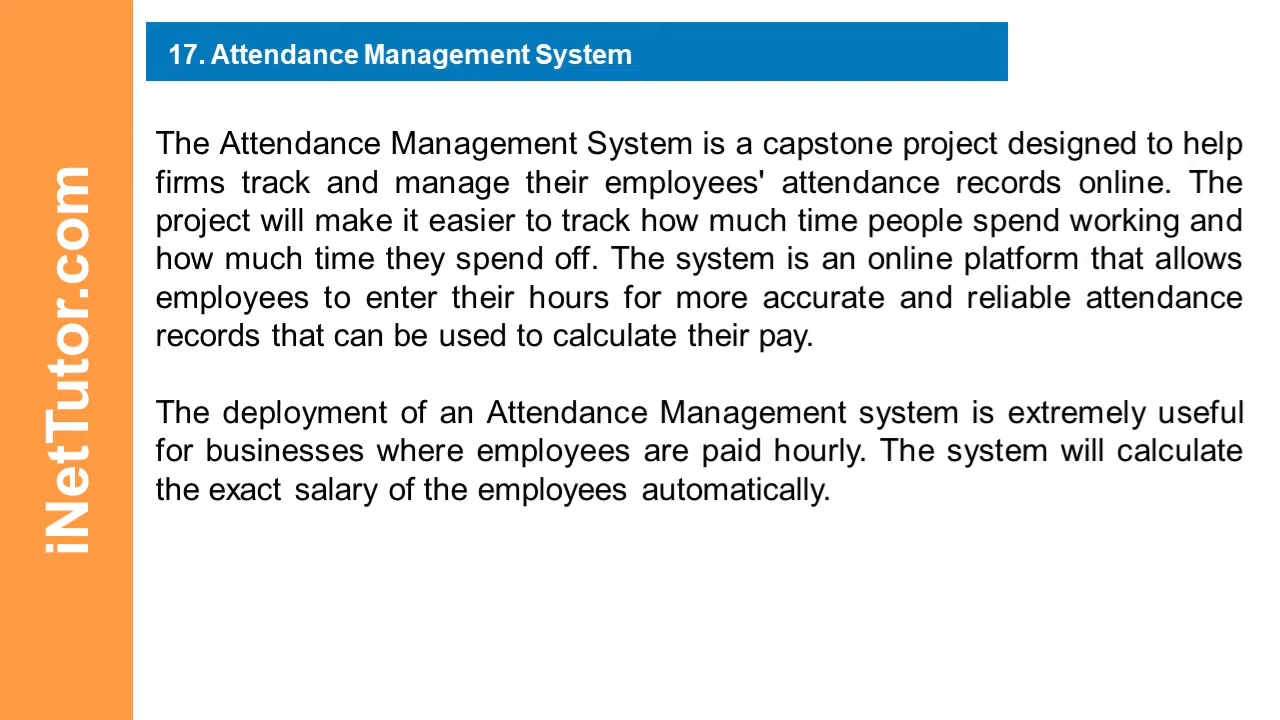 17. Attendance Management System
The Attendance Management System is a capstone project designed to help
firms track and manage their employees' attendance records online. The
project will make it easier to track how much time people spend working and
how much time they spend off. The system is an online platform that allows
employees to enter their hours for more accurate and reliable attendance
records that can be used to calculate their pay.
The deployment of an Attendance Management system is extremely useful
for businesses where employees are paid hourly. The system will calculate
the exact salary of the employees automatically.
iNetTutor.com